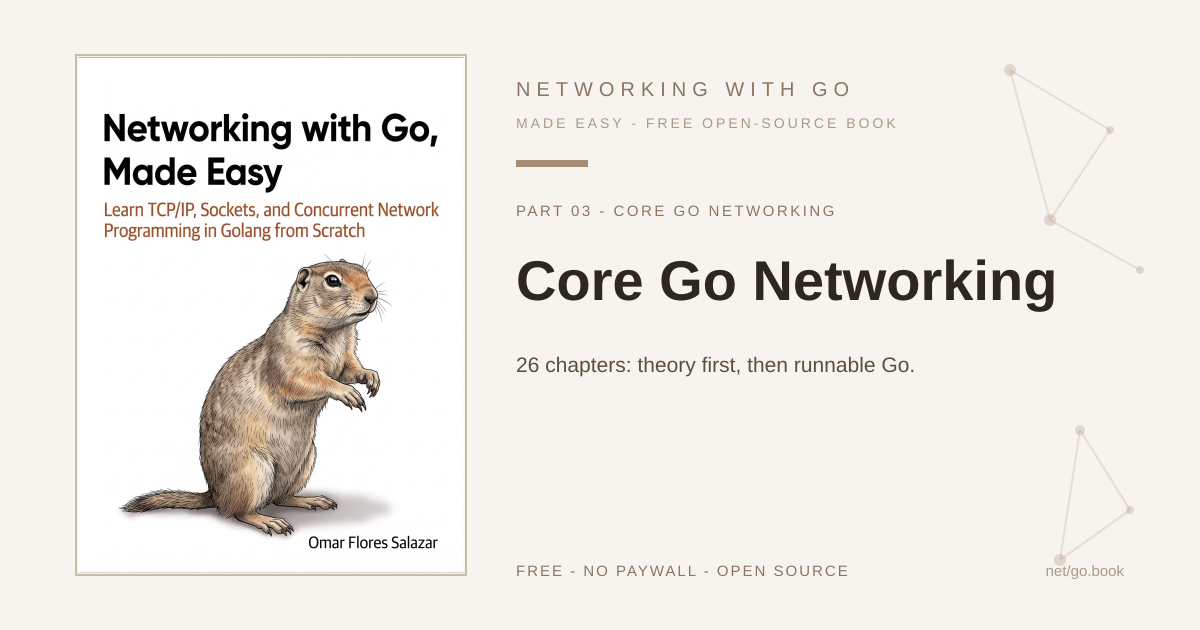 Networking with Go,
Made Easy
Learn TCP/IP, Sockets, and Concurrent Network
Programming in Golang from Scratch
Omar Flores Salazar
NETWORKING WITH GO
MADE EASY - FREE OPEN-SOURCE BOOK
PART 03 - CORE GO NETWORKING
Core Go Networking
26 chapters: theory first, then runnable Go.
FREE - NO PAYWALL - OPEN SOURCE
net/go.book